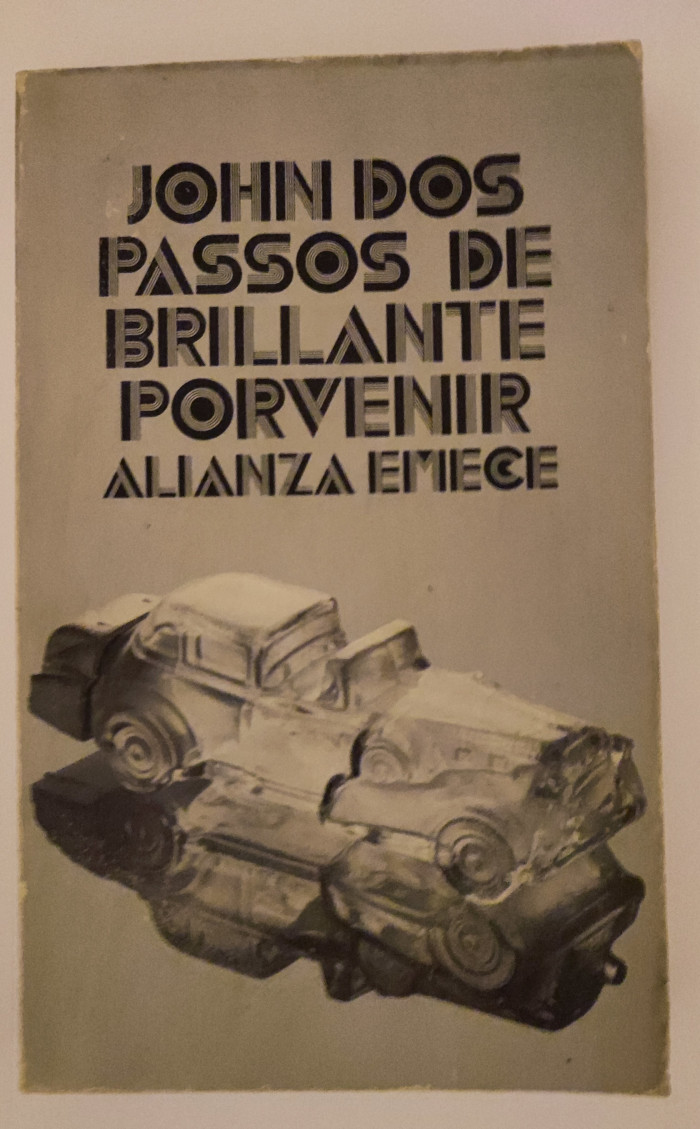 JOHN DOS
PASSOS DE
BRILLANTE
PORVENIR
ALIANZA EMECE